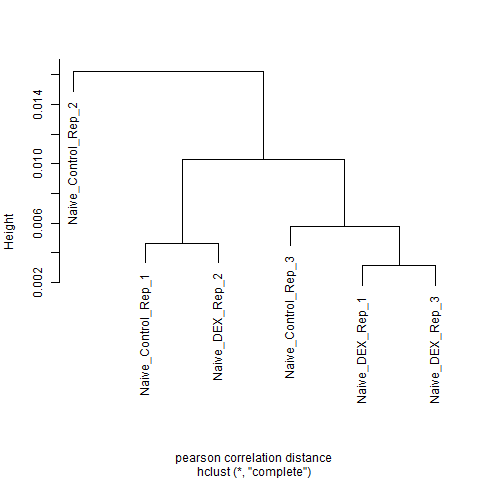 Height
0.002
0.006
0.010
0.014
Naive_Control_Rep_2
Naive_Control_Rep_1
Naive_DEX_Rep_2
Naive_Control_Rep_3
Naive_DEX_Rep_1
Naive_DEX_Rep_3
pearson correlation distance
hclust (*, "complete")